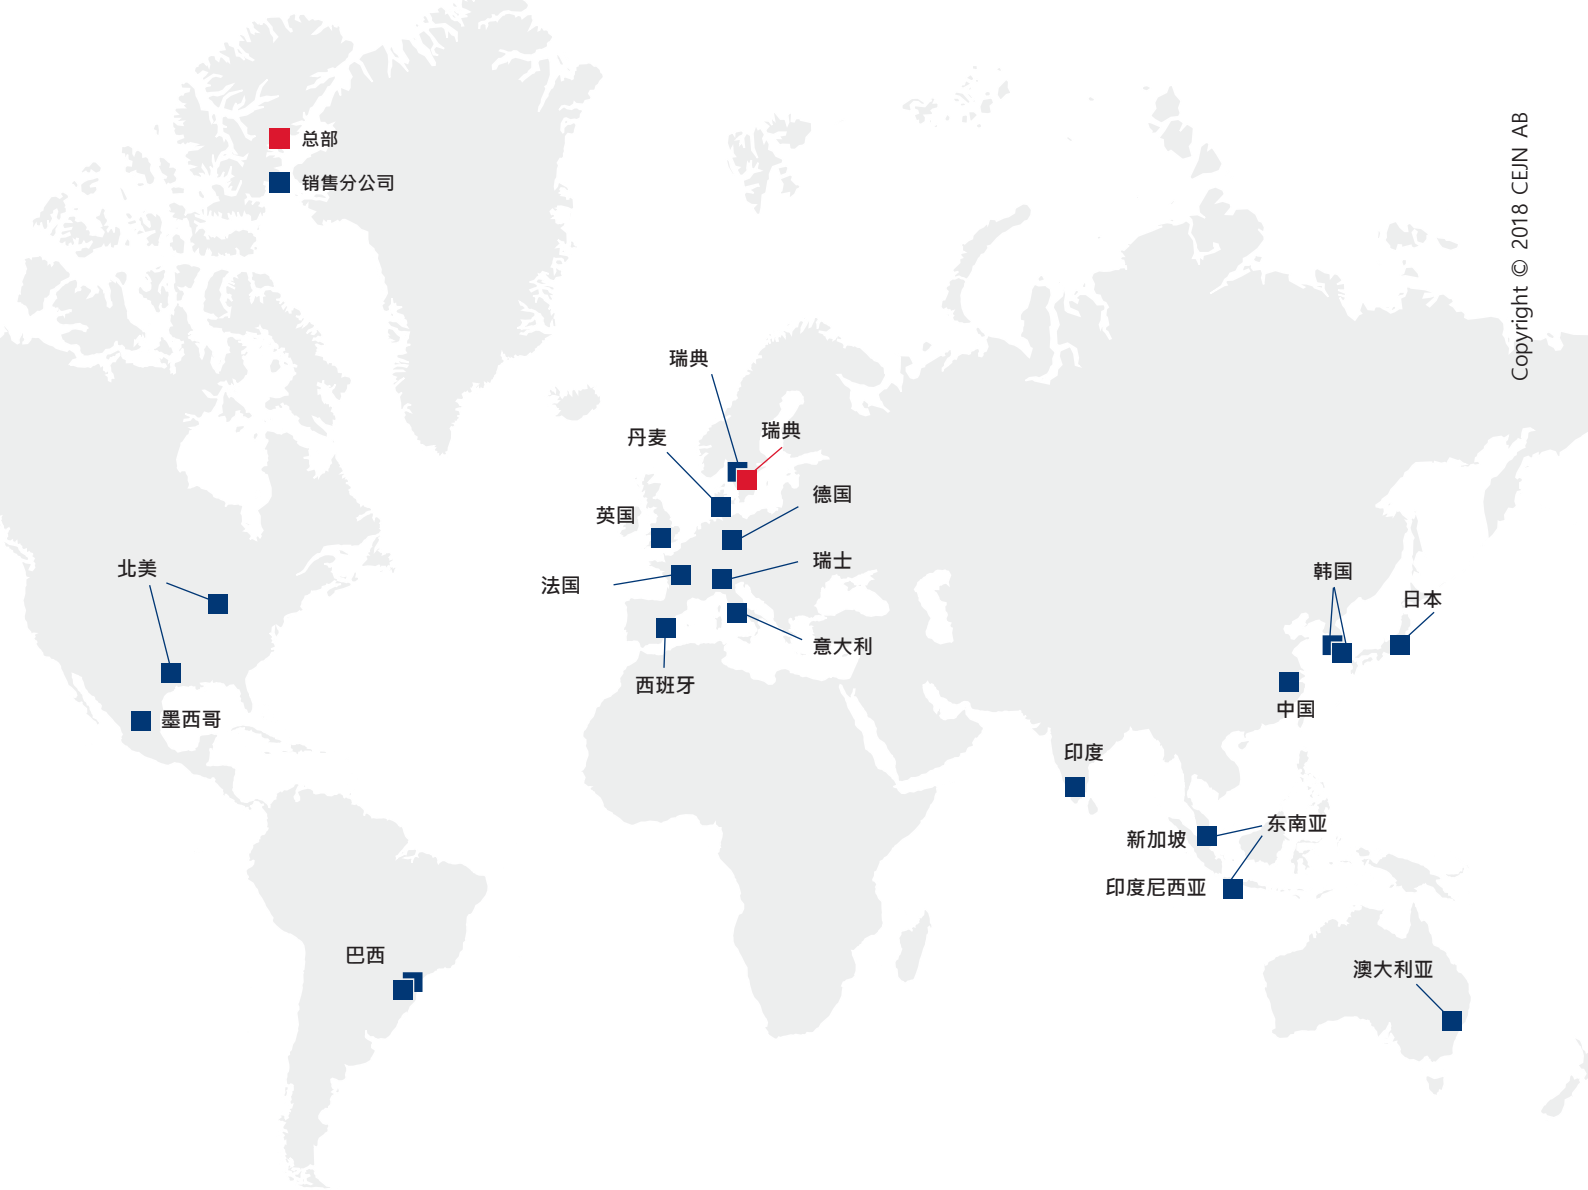 总部
销售分公司
Copyright © 2018 CEJN AB
瑞典
瑞典
丹麦
德国
英国
瑞士
法国
北美
韩国
日本
意大利
西班牙
中国
墨西哥
印度
东南亚
新加坡
印度尼西亚
巴西
澳大利亚